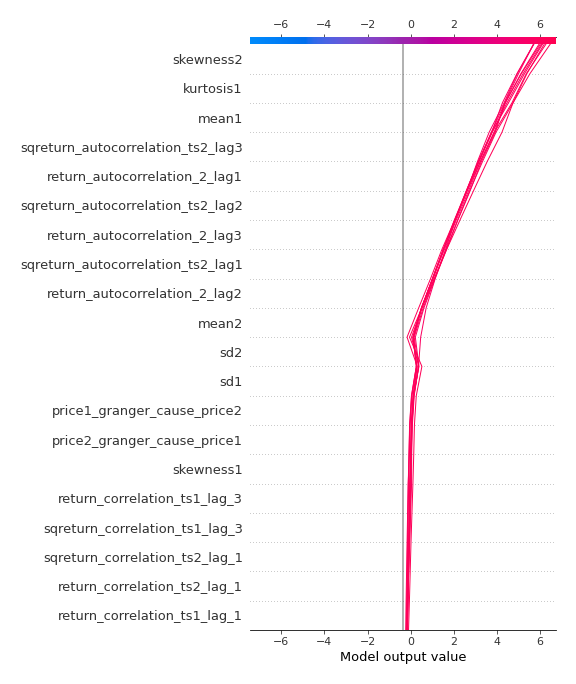 −6 −4 −2 0 2 4 6
skewness2
kurtosis1
mean1
sqreturn_autocorrelation_ts2_lag3
return_autocorrelation_2_lag1
sqreturn_autocorrelation_ts2_lag2
return_autocorrelation_2_lag3
sqreturn_autocorrelation_ts2_lag1
return_autocorrelation_2_lag2
mean2
sd2
sd1
price1_granger_cause_price2
price2_granger_cause_price1
skewness1
return_correlation_ts1_lag_3
sqreturn_correlation_ts1_lag_3
sqreturn_correlation_ts2_lag_1
return_correlation_ts2_lag_1
return_correlation_ts1_lag_1
−6 −4 −2 0 2 4 6
Model output value